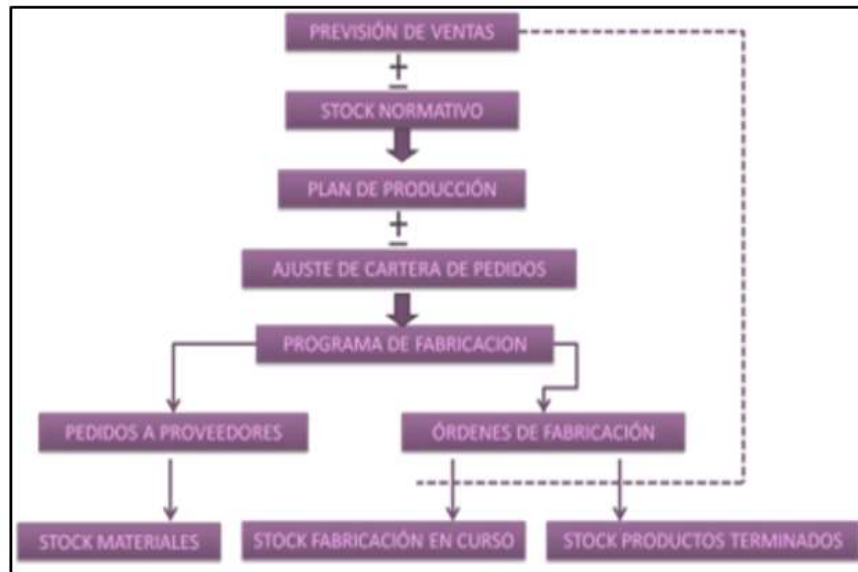 PREVISIÓN DE VENTAS
+
−
STOCK NORMATIVO
PLAN DE PRODUCCIÓN
+
−
AJUSTE DE CARTERA DE PEDIDOS
PROGRAMA DE FABRICACION
PEDIDOS A PROVEEDORES
ÓRDENES DE FABRICACIÓN
STOCK MATERIALES
STOCK FABRICACIÓN EN CURSO
STOCK PRODUCTOS TERMINADOS